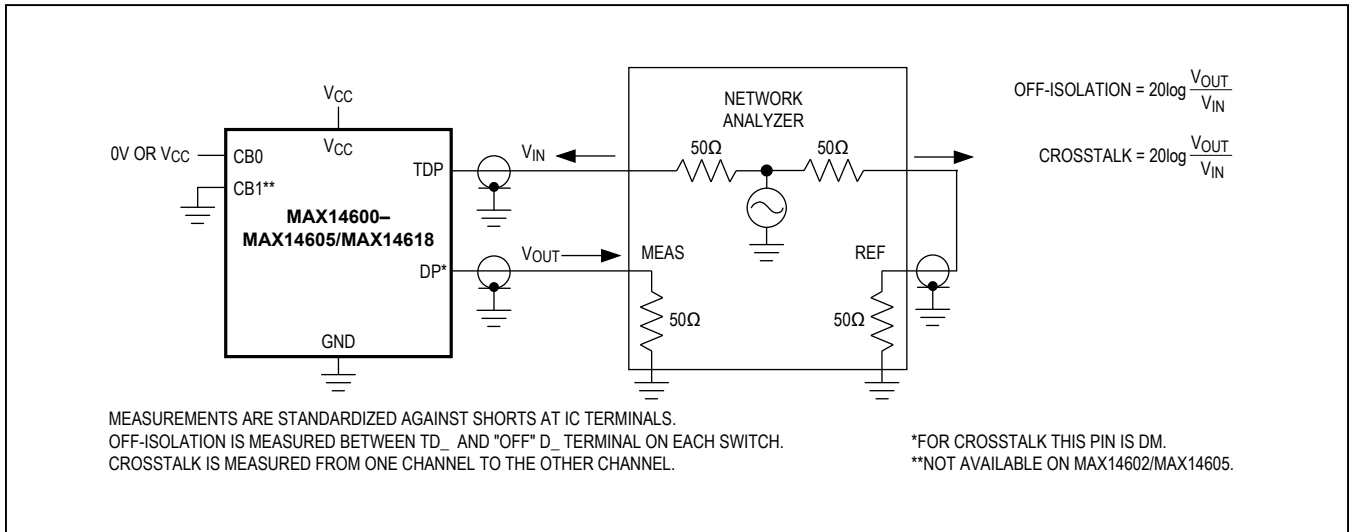 VCC
0V OR VCC
CB0
VCC
CB1**
TDP
MAX14600–
MAX14605/MAX14618
DP*
GND
VIN
VOUT
NETWORK
ANALYZER
50Ω
50Ω
MEAS
REF
50Ω
50Ω
OFF-ISOLATION = 20log VOUT/VIN
CROSSTALK = 20log VOUT/VIN
MEASUREMENTS ARE STANDARDIZED AGAINST SHORTS AT IC TERMINALS.
OFF-ISOLATION IS MEASURED BETWEEN TD_ AND "OFF" D_ TERMINAL ON EACH SWITCH.
CROSSTALK IS MEASURED FROM ONE CHANNEL TO THE OTHER CHANNEL.
*FOR CROSSTALK THIS PIN IS DM.
**NOT AVAILABLE ON MAX14602/MAX14605.